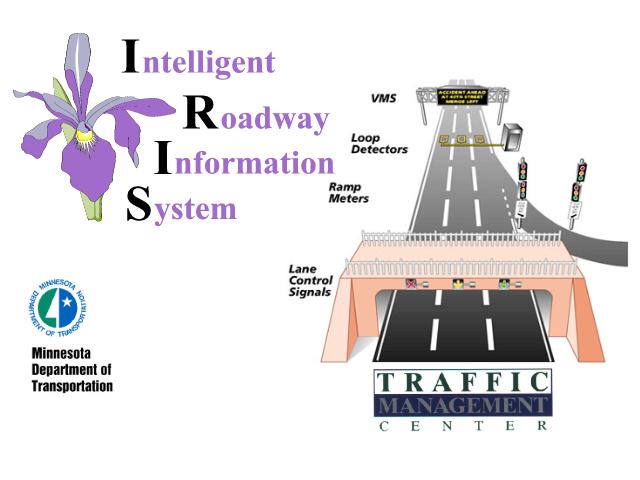 Intelligent
Roadway
Information
System
VMS
ACCIDENT AHEAD
AT 60TH STREET
MERGE LEFT
Loop
Detectors
Ramp
Meters
Lane
Control
Signals
MINNESOTA
DEPARTMENT OF TRANSPORTATION
Minnesota
Department of
Transportation
TRAFFIC
MANAGEMENT
CENTER